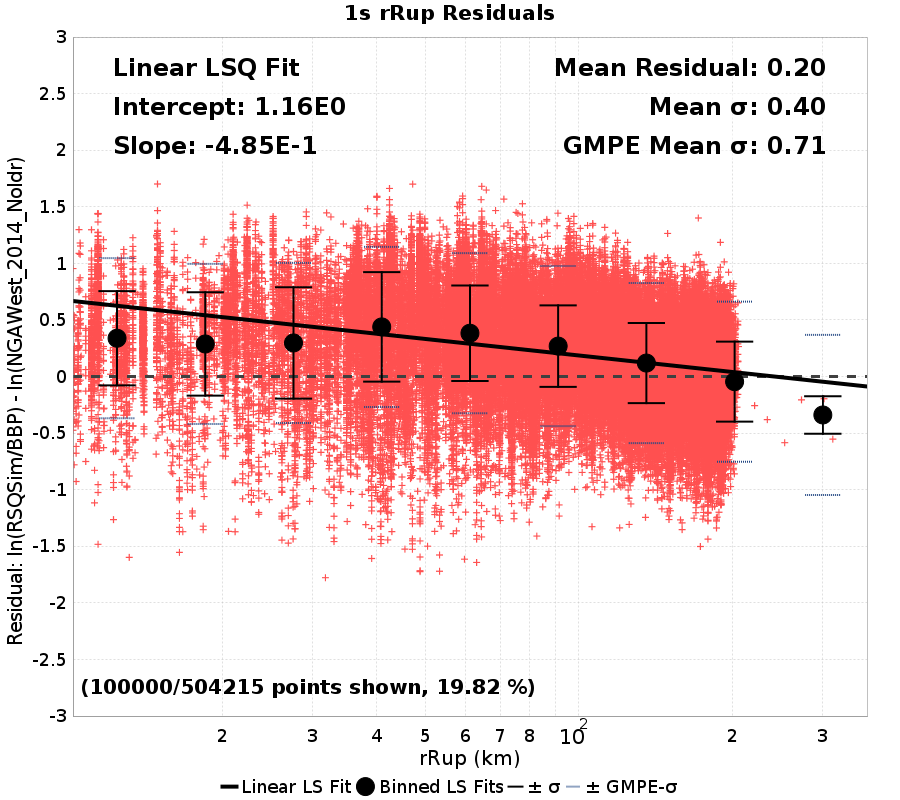 1s rRup Residuals
Linear LSQ Fit
Intercept: 1.16E0
Slope: -4.85E-1
Mean Residual: 0.20
Mean σ: 0.40
GMPE Mean σ: 0.71
Residual: ln(RSQSim/BBP) - ln(NGAWest_2014_NoIdr)
3
2.5
2
1.5
1
0.5
0
-0.5
-1
-1.5
-2
-2.5
-3
(100000/504215 points shown, 19.82 %)
2 3 4 5 6 7 8 10² 2 3
rRup (km)
Linear LS Fit Binned LS Fits ± σ ± GMPE-σ